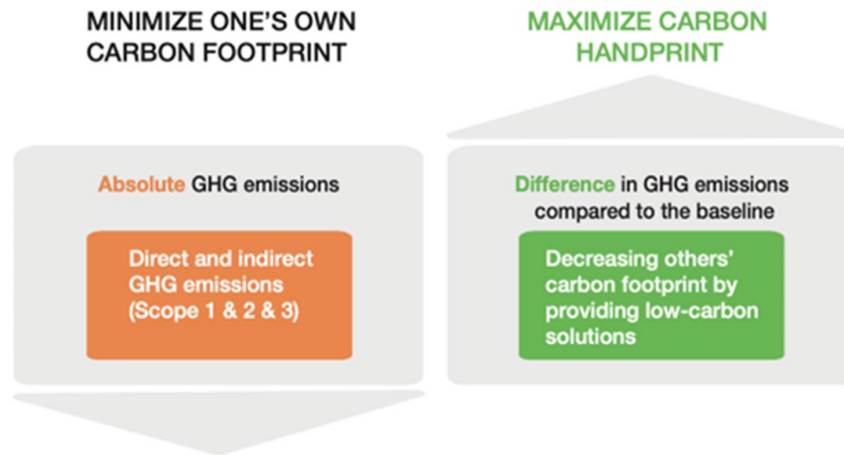 MINIMIZE ONE'S OWN
CARBON FOOTPRINT
Absolute GHG emissions
Direct and indirect
GHG emissions
(Scope 1 & 2 & 3)
MAXIMIZE CARBON
HANDPRINT
Difference in GHG emissions
compared to the baseline
Decreasing others'
carbon footprint by
providing low-carbon
solutions